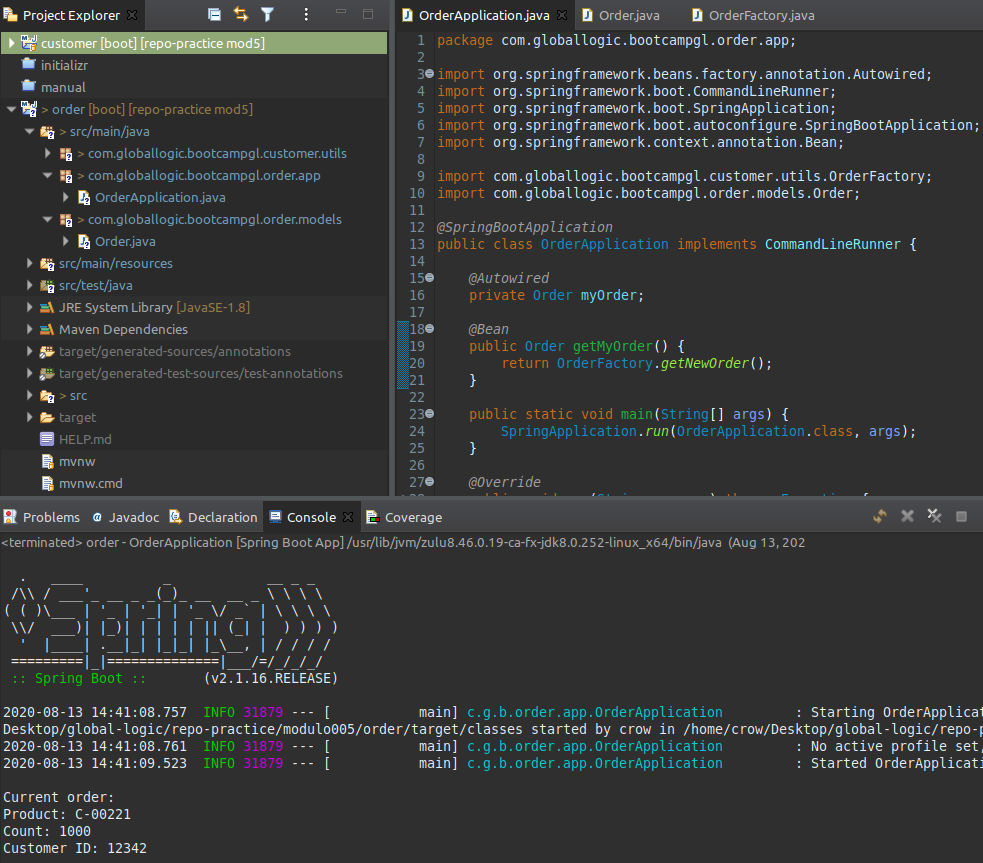 Project Explorer
customer [boot] [repo-practice mod5]
initializr
manual
> order [boot] [repo-practice mod5]
> src/main/java
> com.globallogic.bootcampgl.customer.utils
> com.globallogic.bootcampgl.order.app
OrderApplication.java
> com.globallogic.bootcampgl.order.models
Order.java
src/main/resources
src/test/java
JRE System Library [JavaSE-1.8]
Maven Dependencies
target/generated-sources/annotations
target/generated-test-sources/test-annotations
> src
target
HELP.md
mvnw
mvnw.cmd
OrderApplication.java Order.java OrderFactory.java
1 package com.globallogic.bootcampgl.order.app;
2
3 import org.springframework.beans.factory.annotation.Autowired;
4 import org.springframework.boot.CommandLineRunner;
5 import org.springframework.boot.SpringApplication;
6 import org.springframework.boot.autoconfigure.SpringBootApplication;
7 import org.springframework.context.annotation.Bean;
8
9 import com.globallogic.bootcampgl.customer.utils.OrderFactory;
10 import com.globallogic.bootcampgl.order.models.Order;
11
12 @SpringBootApplication
13 public class OrderApplication implements CommandLineRunner {
14
15 @Autowired
16 private Order myOrder;
17
18 @Bean
19 public Order getMyOrder() {
20 return OrderFactory.getNewOrder();
21 }
22
23 public static void main(String[] args) {
24 SpringApplication.run(OrderApplication.class, args);
25 }
26
27 @Override
Problems Javadoc Declaration Console Coverage
<terminated> order - OrderApplication [Spring Boot App] /usr/lib/jvm/zulu8.46.0.19-ca-fx-jdk8.0.252-linux_x64/bin/java (Aug 13, 202
Spring
:: Spring Boot :: (v2.1.16.RELEASE)
2020-08-13 14:41:08.757 INFO 31879 --- [ main] c.g.b.order.app.OrderApplication : Starting OrderApplicat
Desktop/global-logic/repo-practice/modulo005/order/target/classes started by crow in /home/crow/Desktop/global-logic/repo-p
2020-08-13 14:41:08.761 INFO 31879 --- [ main] c.g.b.order.app.OrderApplication : No active profile set,
2020-08-13 14:41:09.523 INFO 31879 --- [ main] c.g.b.order.app.OrderApplication : Started OrderApplicati
Current order:
Product: C-00221
Count: 1000
Customer ID: 12342